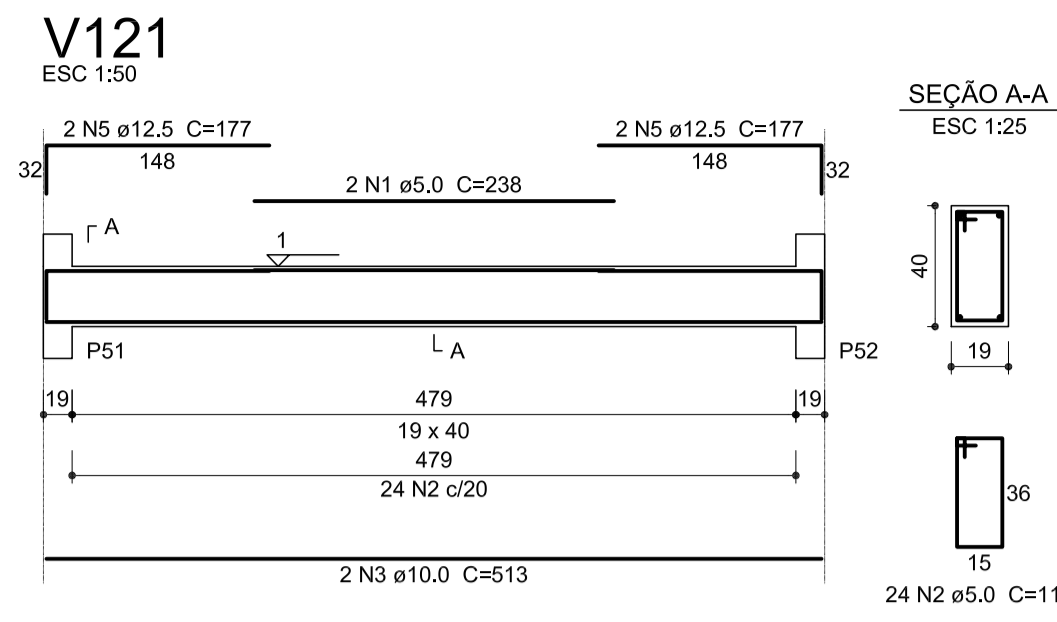 V121
ESC 1:50
SEÇÃO A-A
ESC 1:25
2 N5 ø12.5 C=177
2 N5 ø12.5 C=177
32
148
148
32
2 N1 ø5.0 C=238
A
1
40
P51
A
P52
19
19
479
19
19 x 40
479
24 N2 c/20
36
15
2 N3 ø10.0 C=513
24 N2 ø5.0